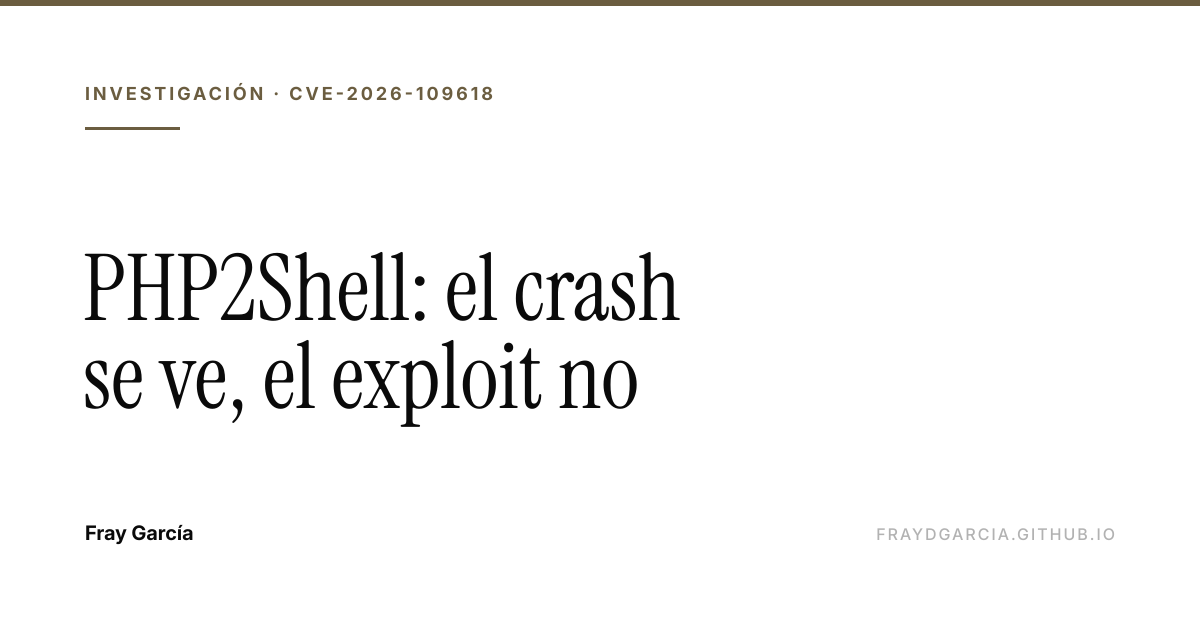 INVESTIGACIÓN · CVE-2026-109618
PHP2Shell: el crash
se ve, el exploit no
Fray García
FRAYDGARCIA.GITHUB.IO